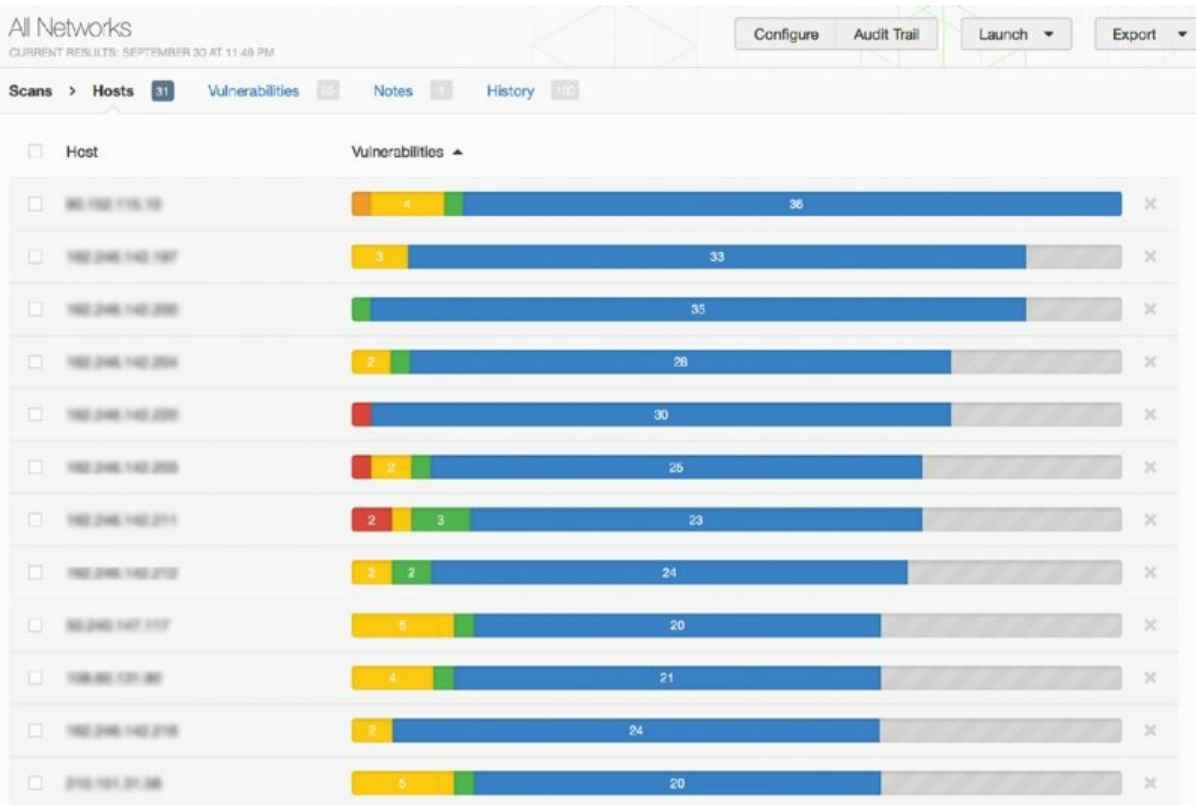 All Networks
CURRENT RESULTS: SEPTEMBER 30 AT 11:49 PM
Configure Audit Trail Launch Export
Scans > Hosts 31 Vulnerabilities Notes 1 History 100
Host Vulnerabilities
4 36
3 33
35
2 28
30
2 25
2 3 23
2 2 24
5 20
4 21
2 24
5 20